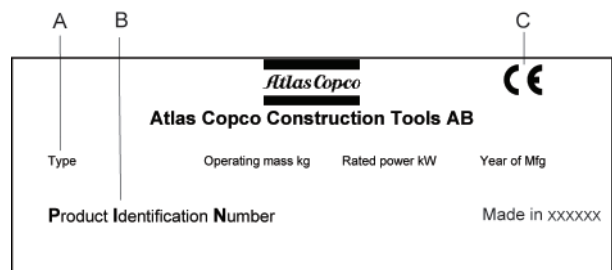 A B C
Atlas Copco CE
Atlas Copco Construction Tools AB
Type Operating mass kg Rated power kW Year of Mfg
Product Identification Number Made in xxxxxx